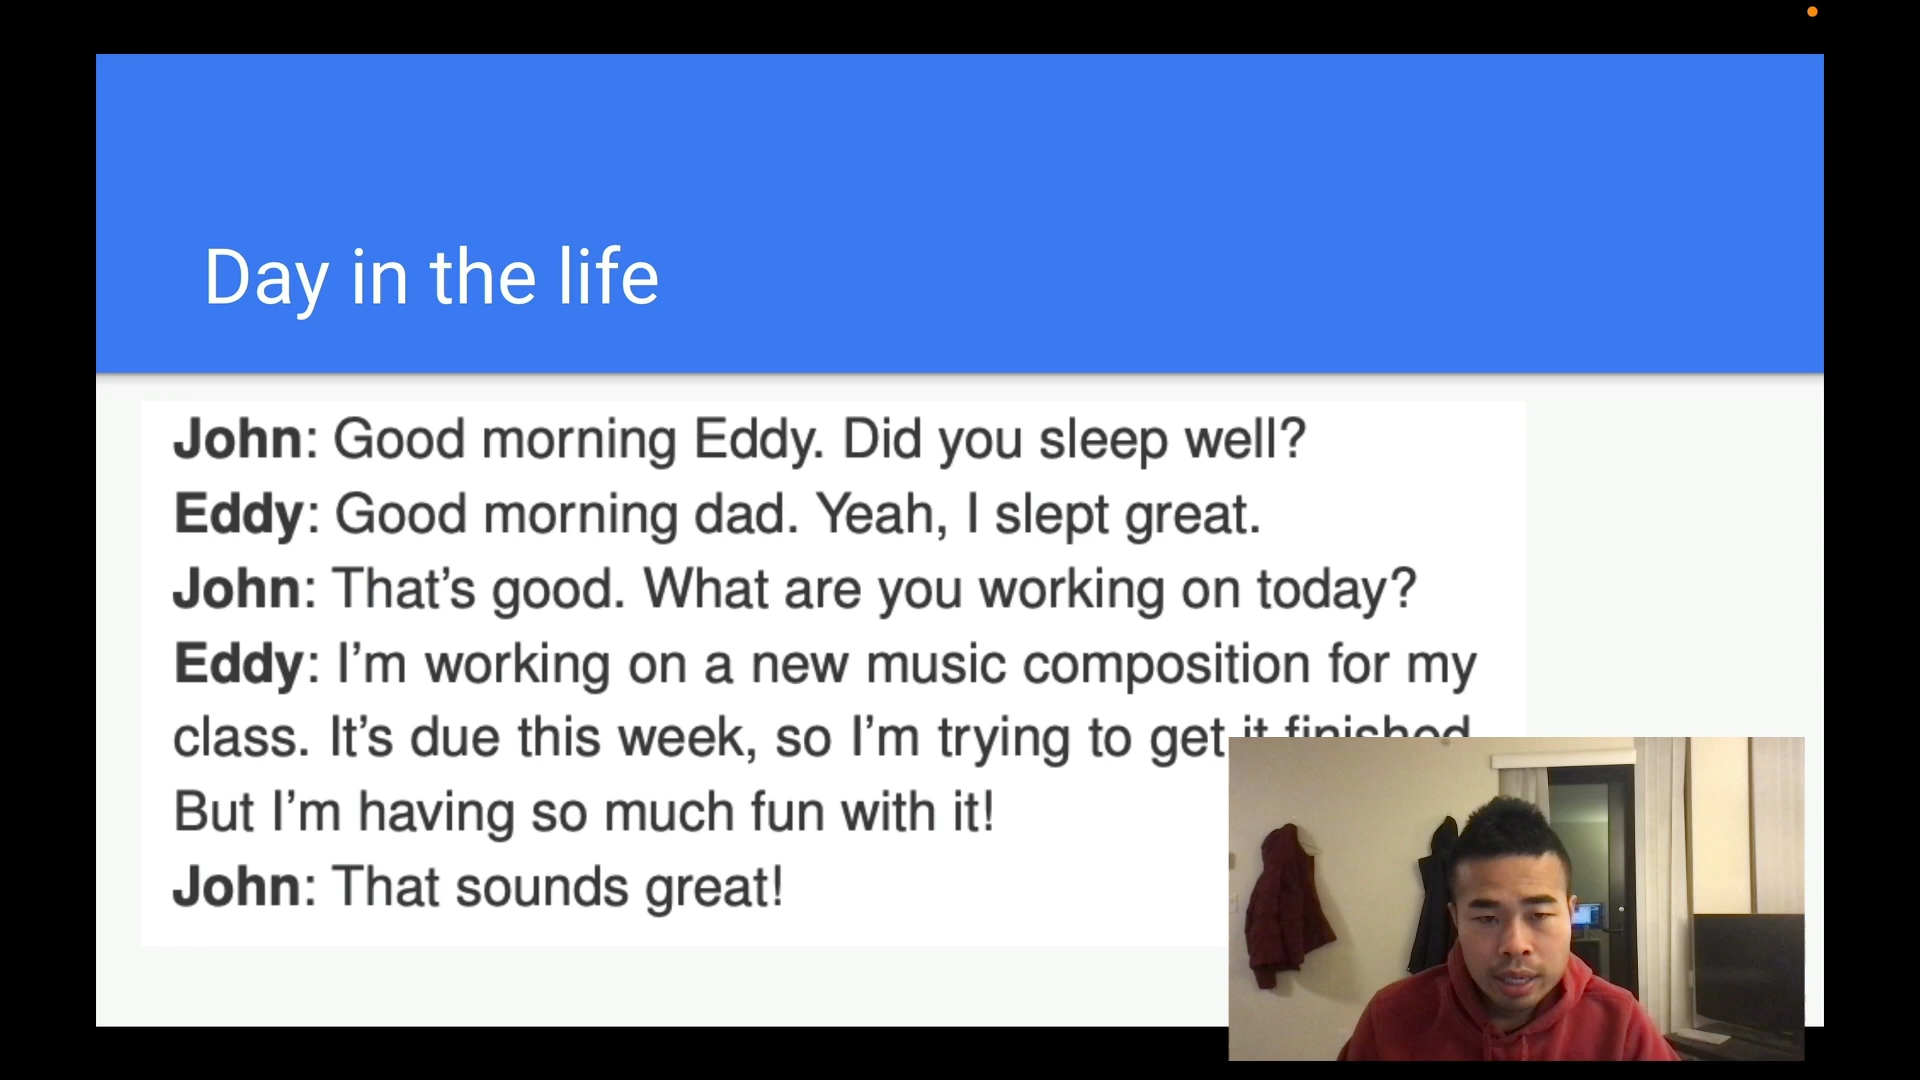 Day in the life
John: Good morning Eddy. Did you sleep well?
Eddy: Good morning dad. Yeah, I slept great.
John: That’s good. What are you working on today?
Eddy: I’m working on a new music composition for my
class. It’s due this week, so I’m trying to get it finished
But I’m having so much fun with it!
John: That sounds great!